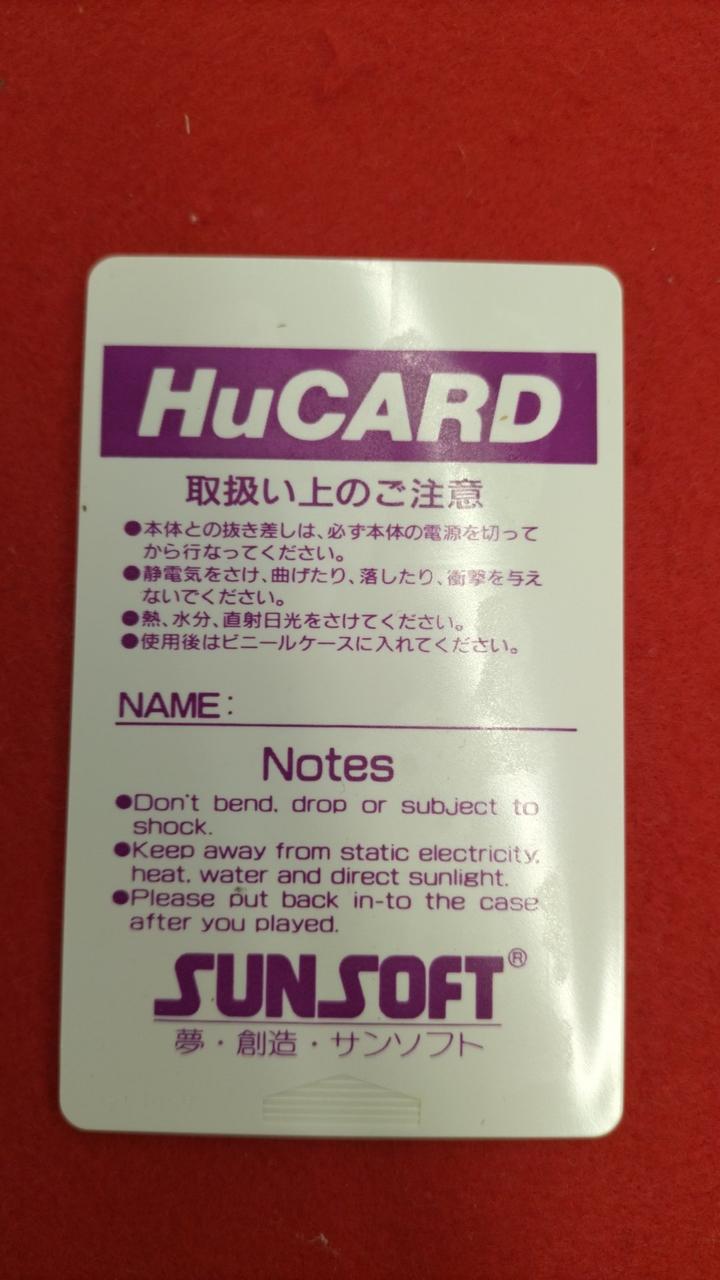 HuCARD
取扱い上のご注意
●本体との抜き差しは、必ず本体の電源を切って
から行なってください。
●静電気をさけ、曲げたり、落したり、衝撃を与え
ないでください。
●熱、水分、直射日光をさけてください。
●使用後はビニールケースに入れてください。
NAME:
Notes
●Don't bend, drop or subject to
shock.
●Keep away from static electricity,
heat, water and direct sunlight.
●Please put back in-to the case
after you played.
SUNSOFT®
夢・創造・サンソフト